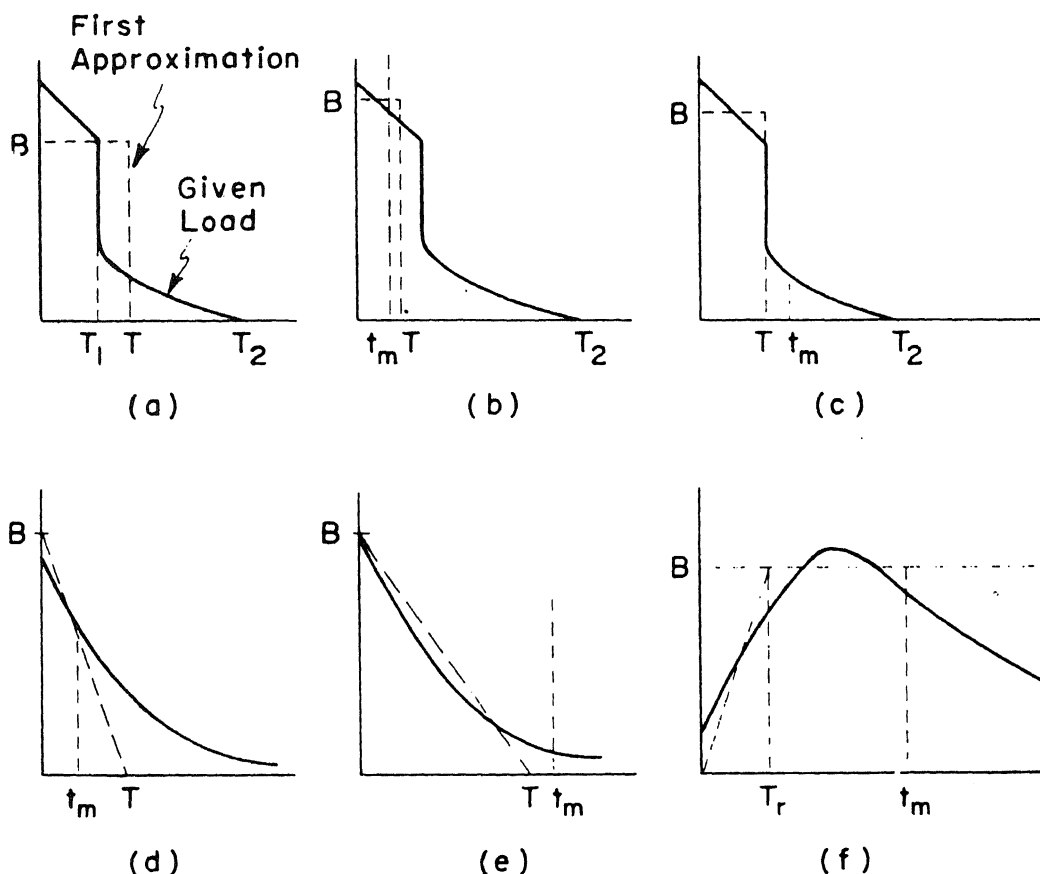 First
Approximation
B
Given
Load
T1 T T2
(a)
B
tm T T2
(b)
T tm T2
(c)
B
tm T
(d)
B
T tm
(e)
B
Tr tm
(f)